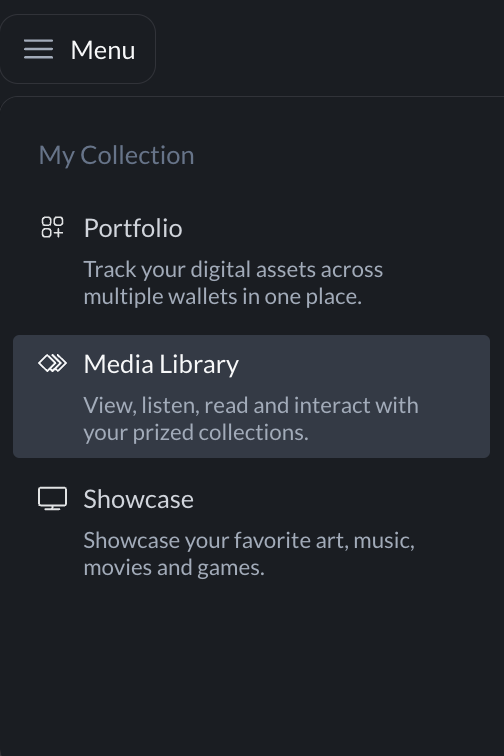 Menu
My Collection
Portfolio
Track your digital assets across
multiple wallets in one place.
Media Library
View, listen, read and interact with
your prized collections.
Showcase
Showcase your favorite art, music,
movies and games.